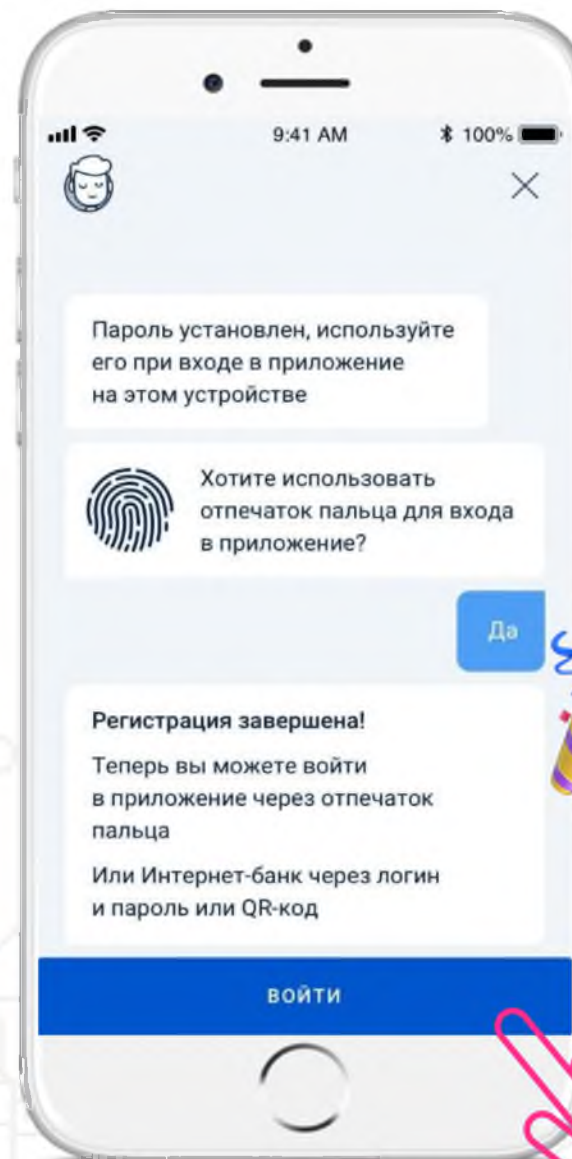 9:41 AM
100%
Пароль установлен, используйте
его при входе в приложение
на этом устройстве
Хотите использовать
отпечаток пальца для входа
в приложение?
Да
Регистрация завершена!
Теперь вы можете войти
в приложение через отпечаток
пальца
Или Интернет-банк через логин
и пароль или QR-код
ВОЙТИ